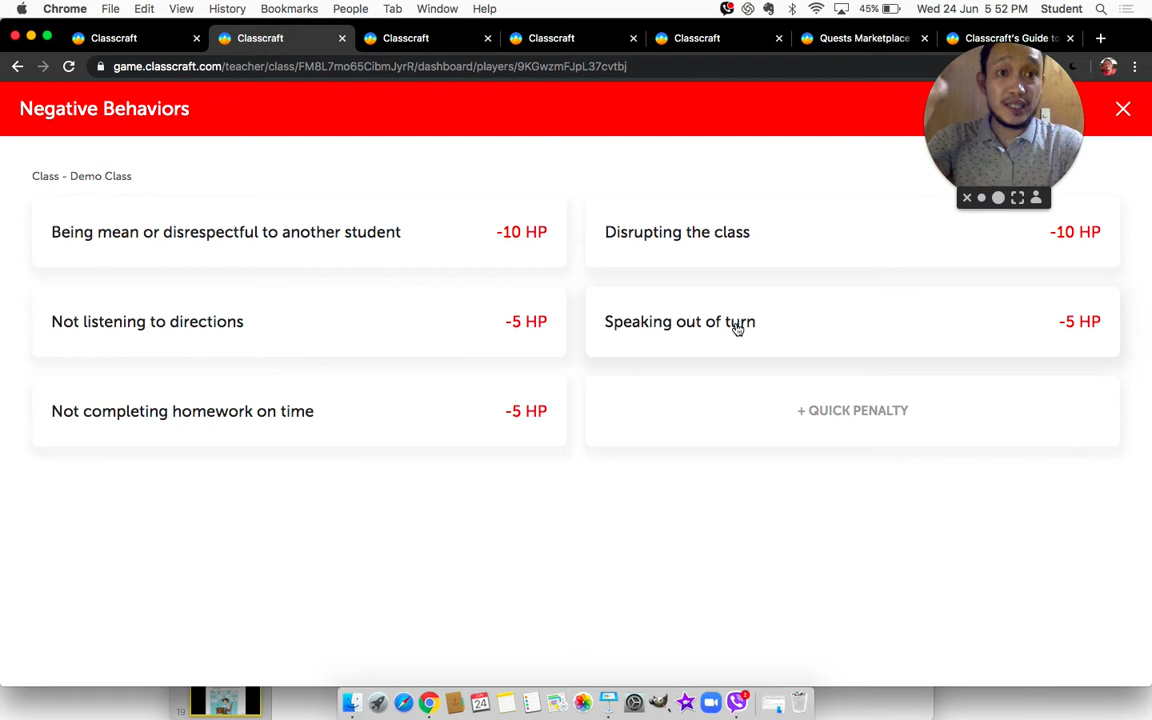 Chrome File Edit View History Bookmarks People Tab Window Help 45% Wed 24 Jun 5 52 PM Student
Classcraft Classcraft Classcraft Classcraft Classcraft Quests Marketplace Classcraft's Guide to
game.classcraft.com/teacher/class/FM8L7mo65CibmJyrR/dashboard/players/9KGwzmFJpL37cvtbj
Negative Behaviors
Class - Demo Class
Being mean or disrespectful to another student -10 HP
Disrupting the class -10 HP
Not listening to directions -5 HP
Speaking out of turn -5 HP
Not completing homework on time -5 HP
+ QUICK PENALTY
19
24
2